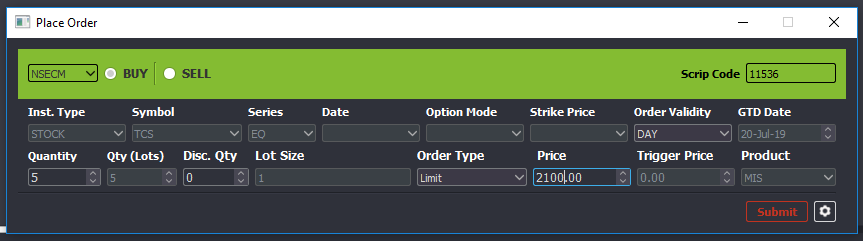 Place Order
NSECM BUY SELL Scrip Code 11536
Inst. Type Symbol Series Date Option Mode Strike Price Order Validity GTD Date
STOCK TCS EQ DAY 20-Jul-19
Quantity Qty (Lots) Disc. Qty Lot Size Order Type Price Trigger Price Product
5 5 0 1 Limit 2100.00 0.00 MIS
Submit